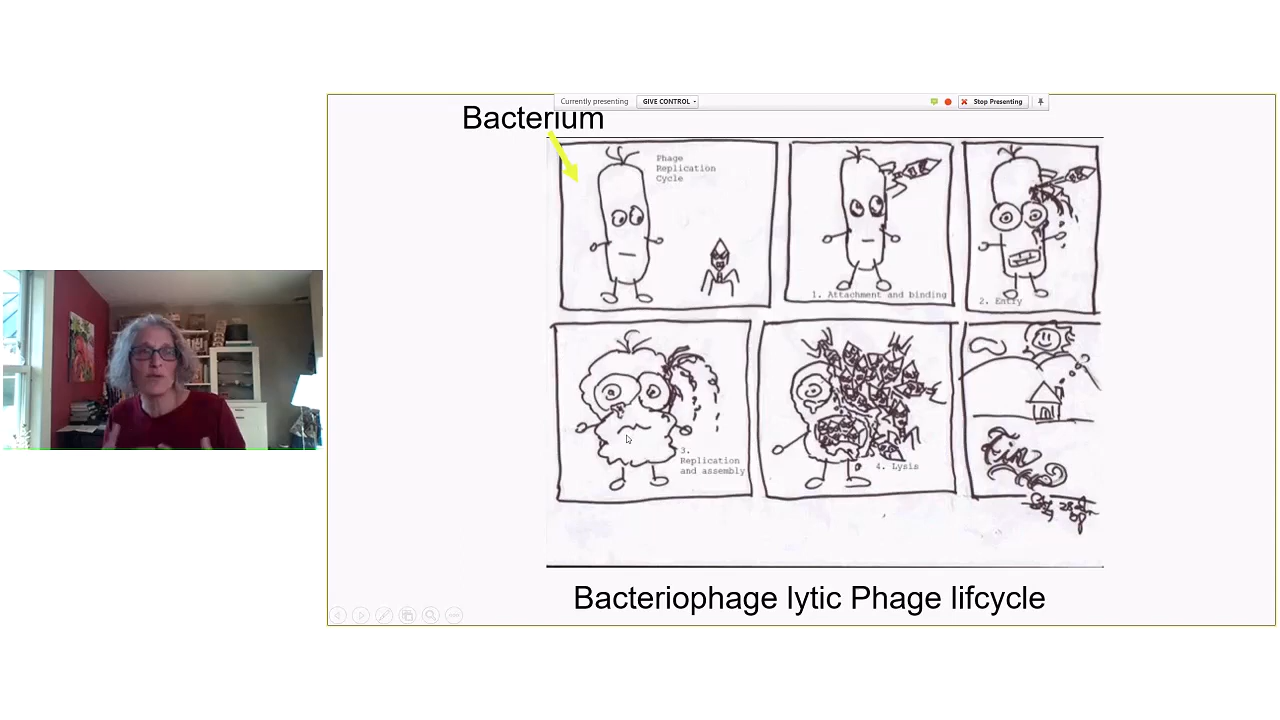 Currently presenting
GIVE CONTROL
Stop Presenting
Bacterium
Phage
Replication
Cycle
1. Attachment and binding
2. Entry
3.
Replication
and assembly
4. Lysis
Fin
Bacteriophage lytic Phage lifcycle